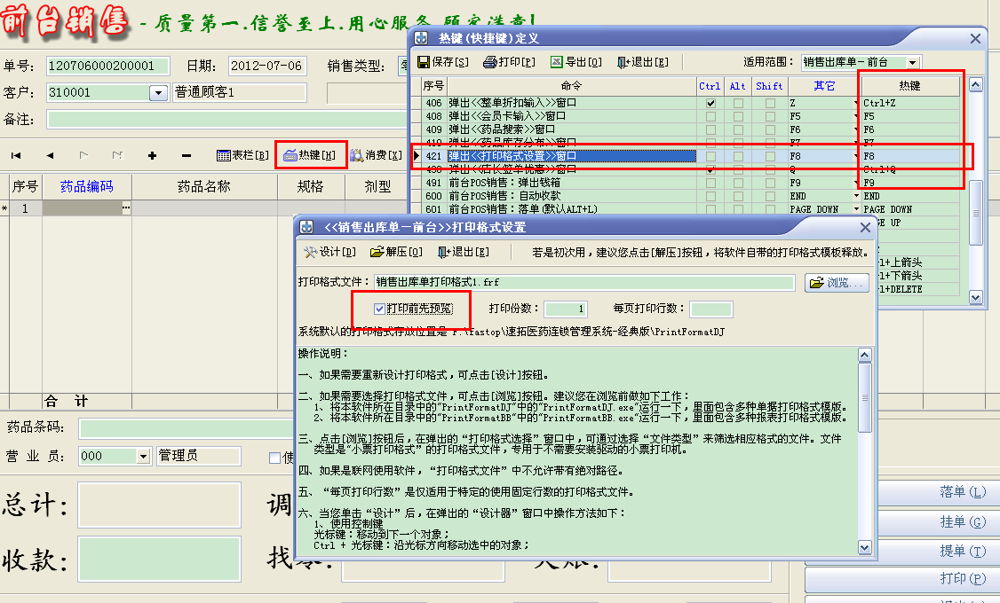 前台销售
-质量第一.信誉至上.用心服务.顾客满意!
单号: 120706000200001 日期: 2012-07-06 销售类型:
客户: 310001 普通顾客1
备注:
表栏[B] 热键[H] 消费[X]
序号 药品编码 药品名称 规格 剂型
* 1
合 计
药品条码:
营 业 员: 000 管理员 使
总计: 调
收款:
落单(L)
挂单(G)
提单(T)
打印(P)
热键(快捷键)定义
保存[S] 打印[P] 导出[O] 退出[E] 适用范围: 销售出库单—前台
序号 命令 Ctrl Alt Shift 其它 热键
406 弹出<<整单折扣输入>>窗口 Z Ctrl+Z
408 弹出<<会员卡输入>>窗口 F5 F5
409 弹出<<药品搜索>>窗口 F6 F6
410 弹出<<药品库存分布>>窗口 F7 F7
421 弹出<<打印格式设置>>窗口 F8 F8
430 弹出<<店长签单优惠>>窗口 Q Ctrl+Q
491 前台POS销售:弹出钱箱 F9 F9
600 前台POS销售:自动收款 END END
601 前台POS销售:落单(默认ALT+L) PAGE DOWN PAGE DOWN
GE UP
l+上箭头
l+下箭头
l+DELETE
<<销售出库单—前台>>打印格式设置
设计[D] 解压[O] 退出[E] 若是初次用,建议您点击[解压]按钮,将软件自带的打印格式模板释放。
打印格式文件: 销售出库单打印格式1.frf 浏览...
打印前先预览 打印份数: 1 每页打印行数:
系统默认的打印格式存放位置是 F:\fastop\速拓医药连锁管理系统-经典版\PrintFormatDJ
操作说明:
一、如果需要重新设计打印格式,可点击[设计]按钮。
二、如果需要选择打印格式文件,可点击[浏览]按钮。建议您在浏览前做如下工作:
1、将本软件所在目录中的"PrintFormatDJ"中的"PrintFormatDJ.exe"运行一下,里面包含多种单据打印格式模版。
2、将本软件所在目录中的"PrintFormatBB"中的"PrintFormatBB.exe"运行一下,里面包含多种报表打印格式模版。
三、点击[浏览]按钮后,在弹出的“打印格式选择”窗口中,可通过选择“文件类型”来筛选相应格式的文件。文件
类型是“小票打印格式”的打印格式文件,专用于不需要安装驱动的小票打印机。
四、如果是联网使用软件,“打印格式文件”中不允许带有绝对路径。
五、“每页打印行数”是仅适用于特定的使用固定行数的打印格式文件。
六、当您单击“设计”后,在弹出的“设计器”窗口中操作方法如下:
1、使用控制键
光标键:移动到下一个对象;
Ctrl + 光标键:沿光标方向移动选中的对象;